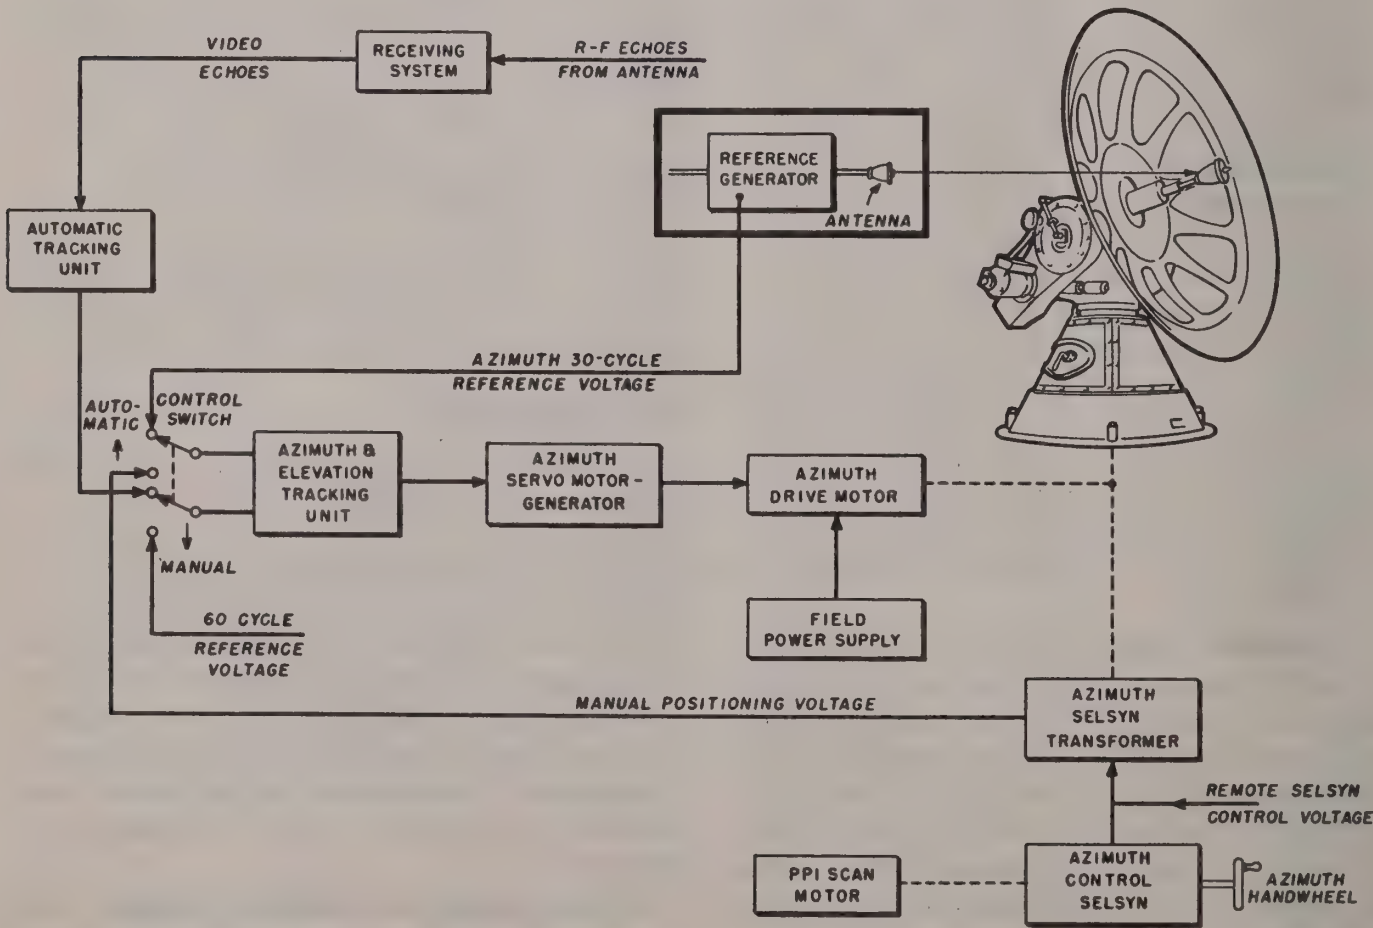 VIDEO
ECHOES
RECEIVING
SYSTEM
R-F ECHOES
FROM ANTENNA
REFERENCE
GENERATOR
ANTENNA
AUTOMATIC
TRACKING
UNIT
AZIMUTH 30-CYCLE
REFERENCE VOLTAGE
AUTO-
MATIC
CONTROL
SWITCH
AZIMUTH &
ELEVATION
TRACKING
UNIT
AZIMUTH
SERVO MOTOR-
GENERATOR
AZIMUTH
DRIVE MOTOR
MANUAL
60 CYCLE
REFERENCE
VOLTAGE
FIELD
POWER SUPPLY
MANUAL POSITIONING VOLTAGE
AZIMUTH
SELSYN
TRANSFORMER
REMOTE SELSYN
CONTROL VOLTAGE
PPI SCAN
MOTOR
AZIMUTH
CONTROL
SELSYN
AZIMUTH
HANDWHEEL